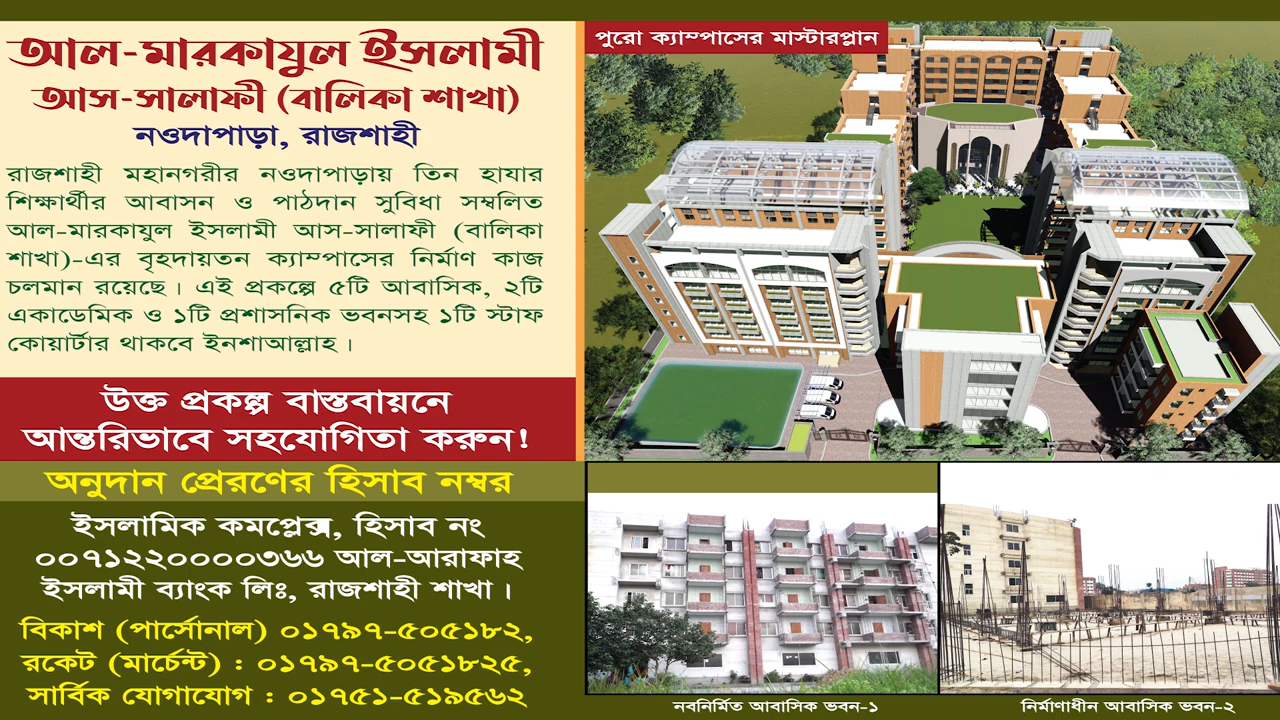 আল-মারকাযুল ইসলামী
আস-সালাফী (বালিকা শাখা)
নওদাপাড়া, রাজশাহী
রাজশাহী মহানগরীর নওদাপাড়ায় তিন হাযার
শিক্ষার্থীর আবাসন ও পাঠদান সুবিধা সম্বলিত
আল-মারকাযুল ইসলামী আস-সালাফী (বালিকা
শাখা)-এর বৃহদায়তন ক্যাম্পাসের নির্মাণ কাজ
চলমান রয়েছে। এই প্রকল্পে ৫টি আবাসিক, ২টি
একাডেমিক ও ১টি প্রশাসনিক ভবনসহ ১টি স্টাফ
কোয়ার্টার থাকবে ইনশাআল্লাহ।
উক্ত প্রকল্প বাস্তবায়নে
আন্তরিভাবে সহযোগিতা করুন!
অনুদান প্রেরণের হিসাব নম্বর
ইসলামিক কমপ্লেক্স, হিসাব নং
০০৭১২২০০০০৩৬৬ আল-আরাফাহ
ইসলামী ব্যাংক লিঃ, রাজশাহী শাখা।
বিকাশ (পার্সোনাল) ০১৭৯৭-৫০৫১৮২,
রকেট (মার্চেন্ট) : ০১৭৯৭-৫০৫১৮২৫,
সার্বিক যোগাযোগ : ০১৭৫১-৫১৯৫৬২
পুরো ক্যাম্পাসের মাস্টারপ্লান
নবনির্মিত আবাসিক ভবন-১
নির্মাণাধীন আবাসিক ভবন-২